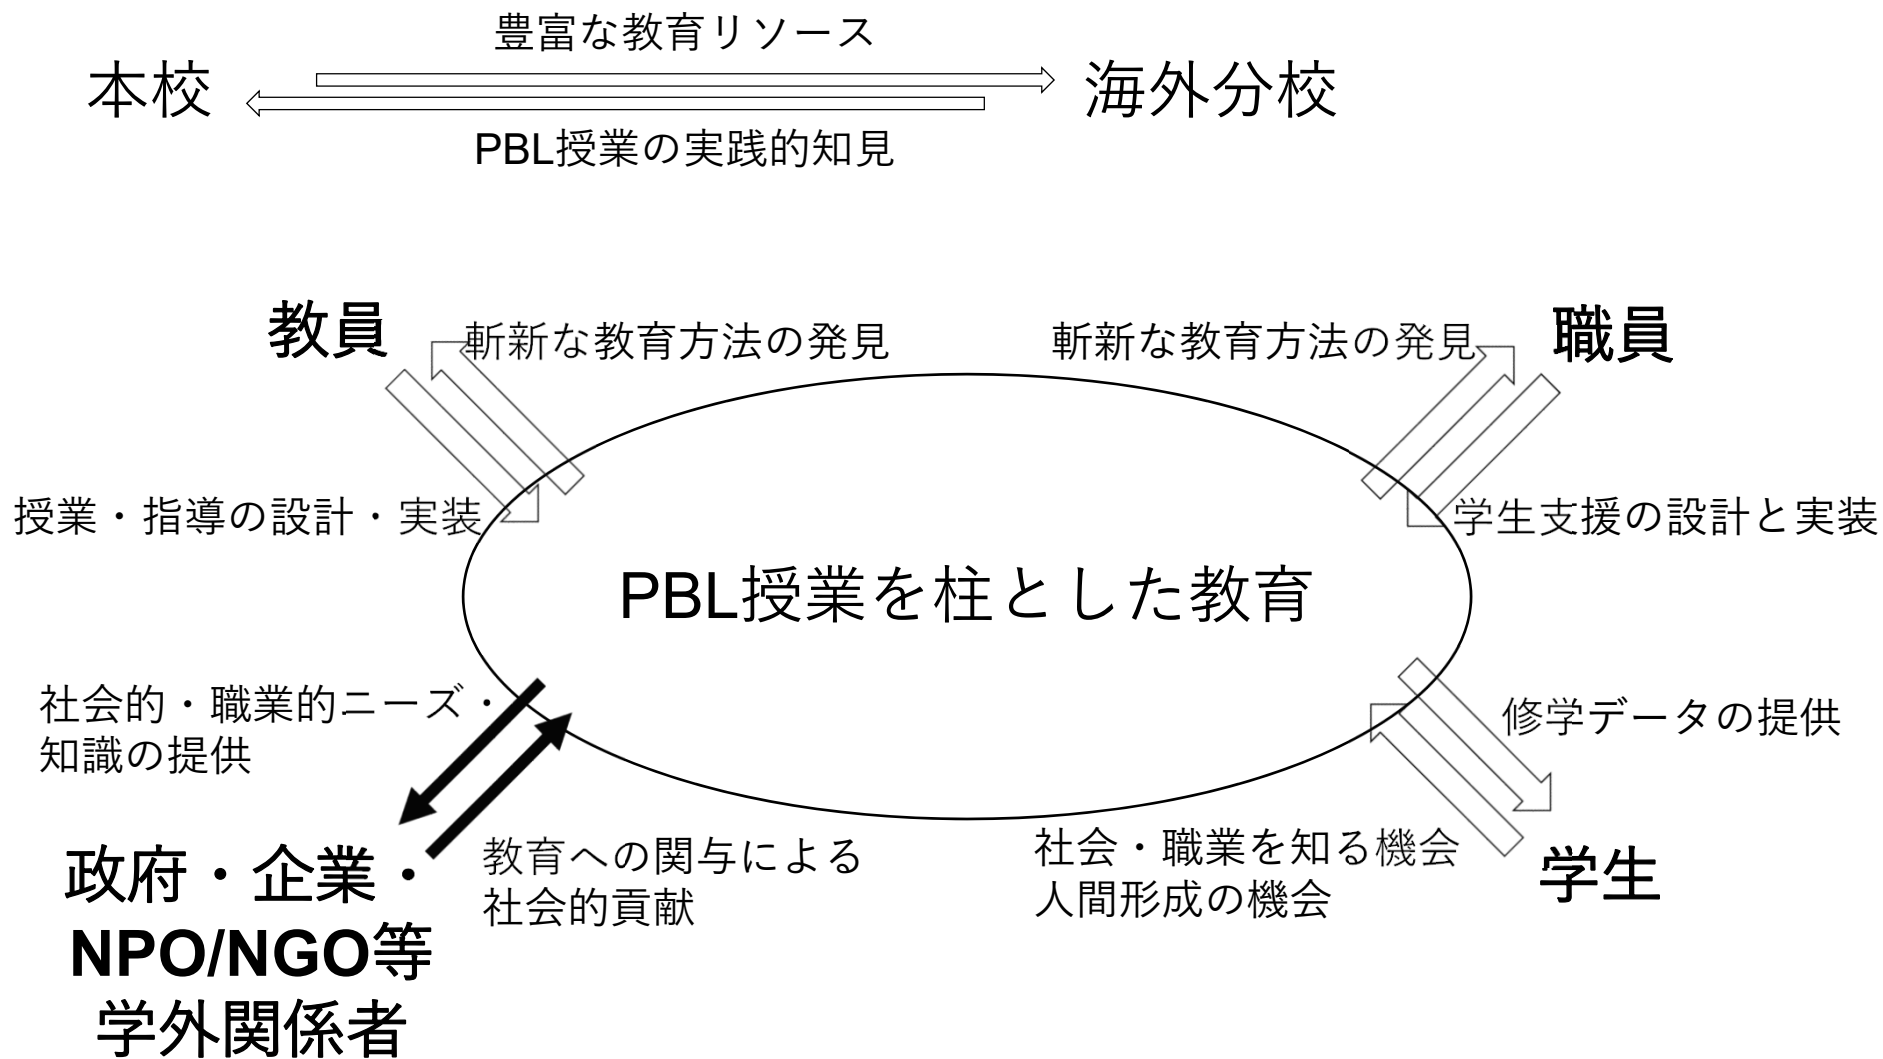 豊富な教育リソース
本校
海外分校
PBL授業の実践的知見
教員
斬新な教育方法の発見
斬新な教育方法の発見
職員
授業・指導の設計・実装
学生支援の設計と実装
PBL授業を柱とした教育
社会的・職業的ニーズ・
知識の提供
修学データの提供
政府・企業・
NPO/NGO等
学外関係者
教育への関与による
社会的貢献
社会・職業を知る機会
人間形成の機会
学生